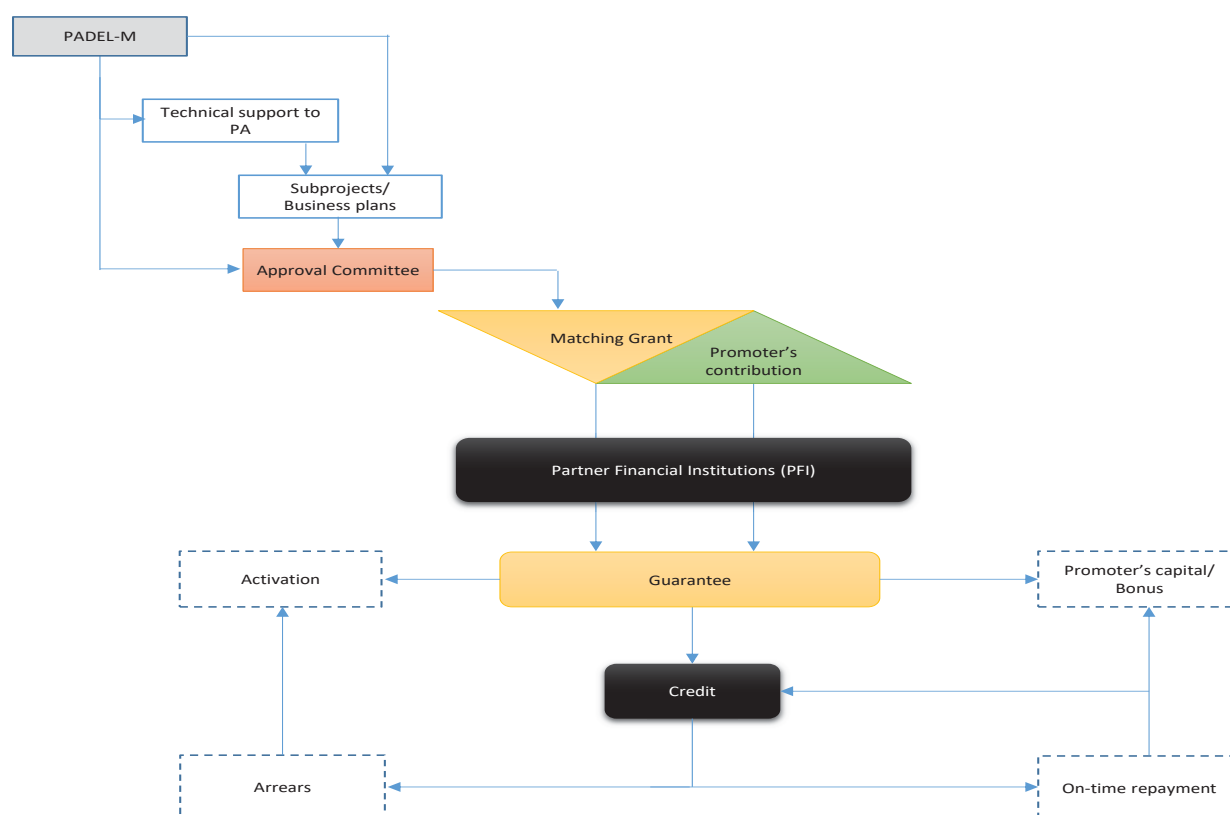 PADEL-M
Technical support to
PA
Subprojects/
Business plans
Approval Committee
Matching Grant
Promoter’s
contribution
Partner Financial Institutions (PFI)
Activation
Guarantee
Promoter’s capital/
Bonus
Credit
Arrears
On-time repayment